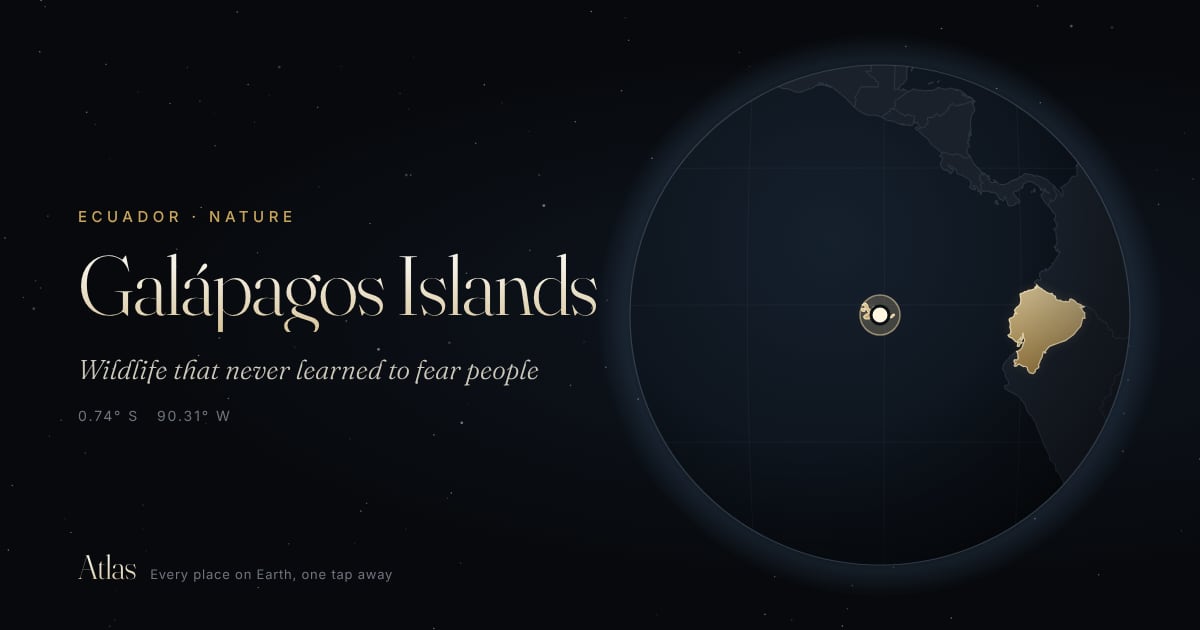 ECUADOR · NATURE
Galápagos Islands
Wildlife that never learned to fear people
0.74° S 90.31° W
Atlas Every place on Earth, one tap away